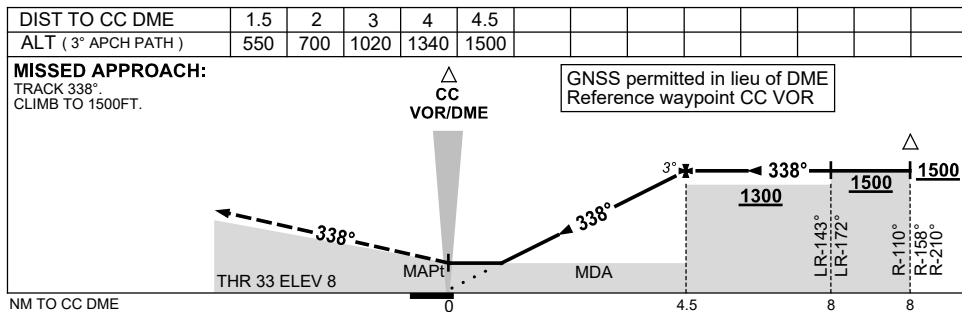 DIST TO CC DME 1.5 2 3 4 4.5
ALT ( 3° APCH PATH ) 550 700 1020 1340 1500
MISSED APPROACH:
TRACK 338°.
CLIMB TO 1500FT.
CC
VOR/DME
GNSS permitted in lieu of DME
Reference waypoint CC VOR
3° 338° 1500
1300 1500
338°
338°
LR-143°
LR-172°
R-110°
R-158°
R-210°
MAPt MDA
THR 33 ELEV 8
NM TO CC DME 0 4.5 8 8